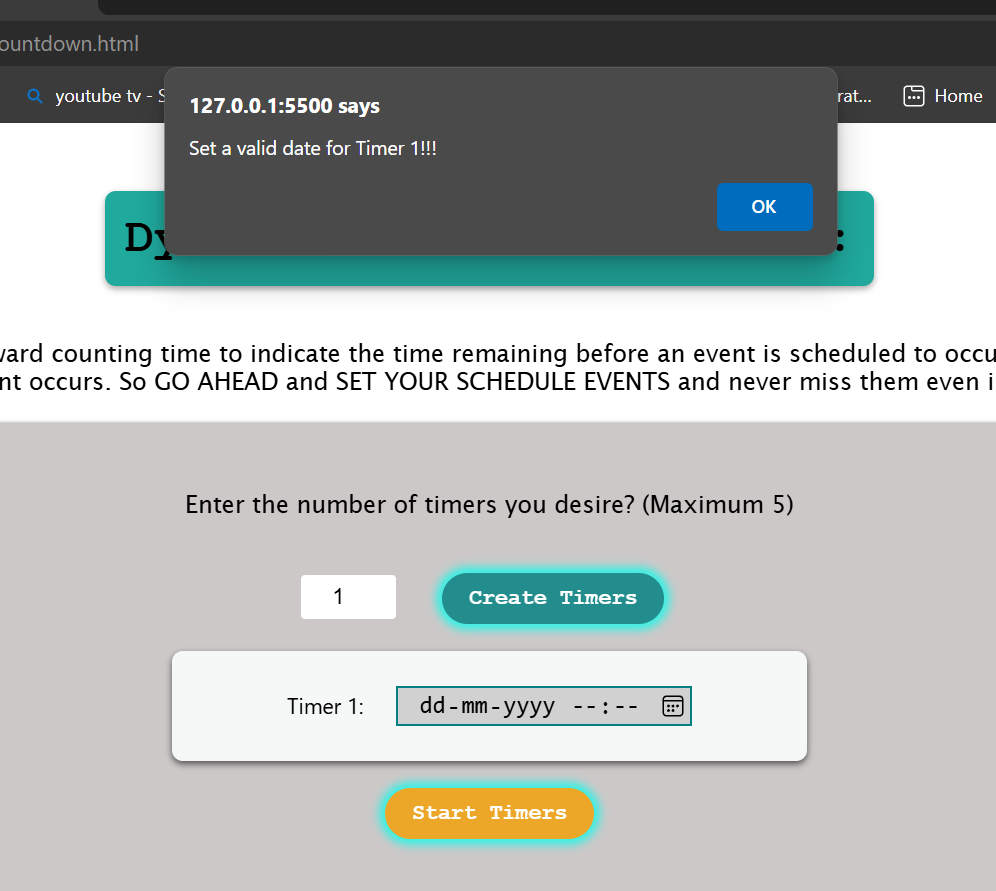 ountdown.html
youtube tv - S
rat...
Home
127.0.0.1:5500 says
Set a valid date for Timer 1!!!
OK
Dy
:
ward counting time to indicate the time remaining before an event is scheduled to occu
nt occurs. So GO AHEAD and SET YOUR SCHEDULE EVENTS and never miss them even i
Enter the number of timers you desire? (Maximum 5)
1
Create Timers
Timer 1:
dd-mm-yyyy --:--
Start Timers